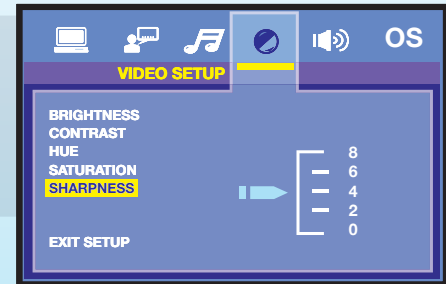 OS
VIDEO SETUP
BRIGHTNESS
CONTRAST
HUE
SATURATION
SHARPNESS
EXIT SETUP
8
6
4
2
0